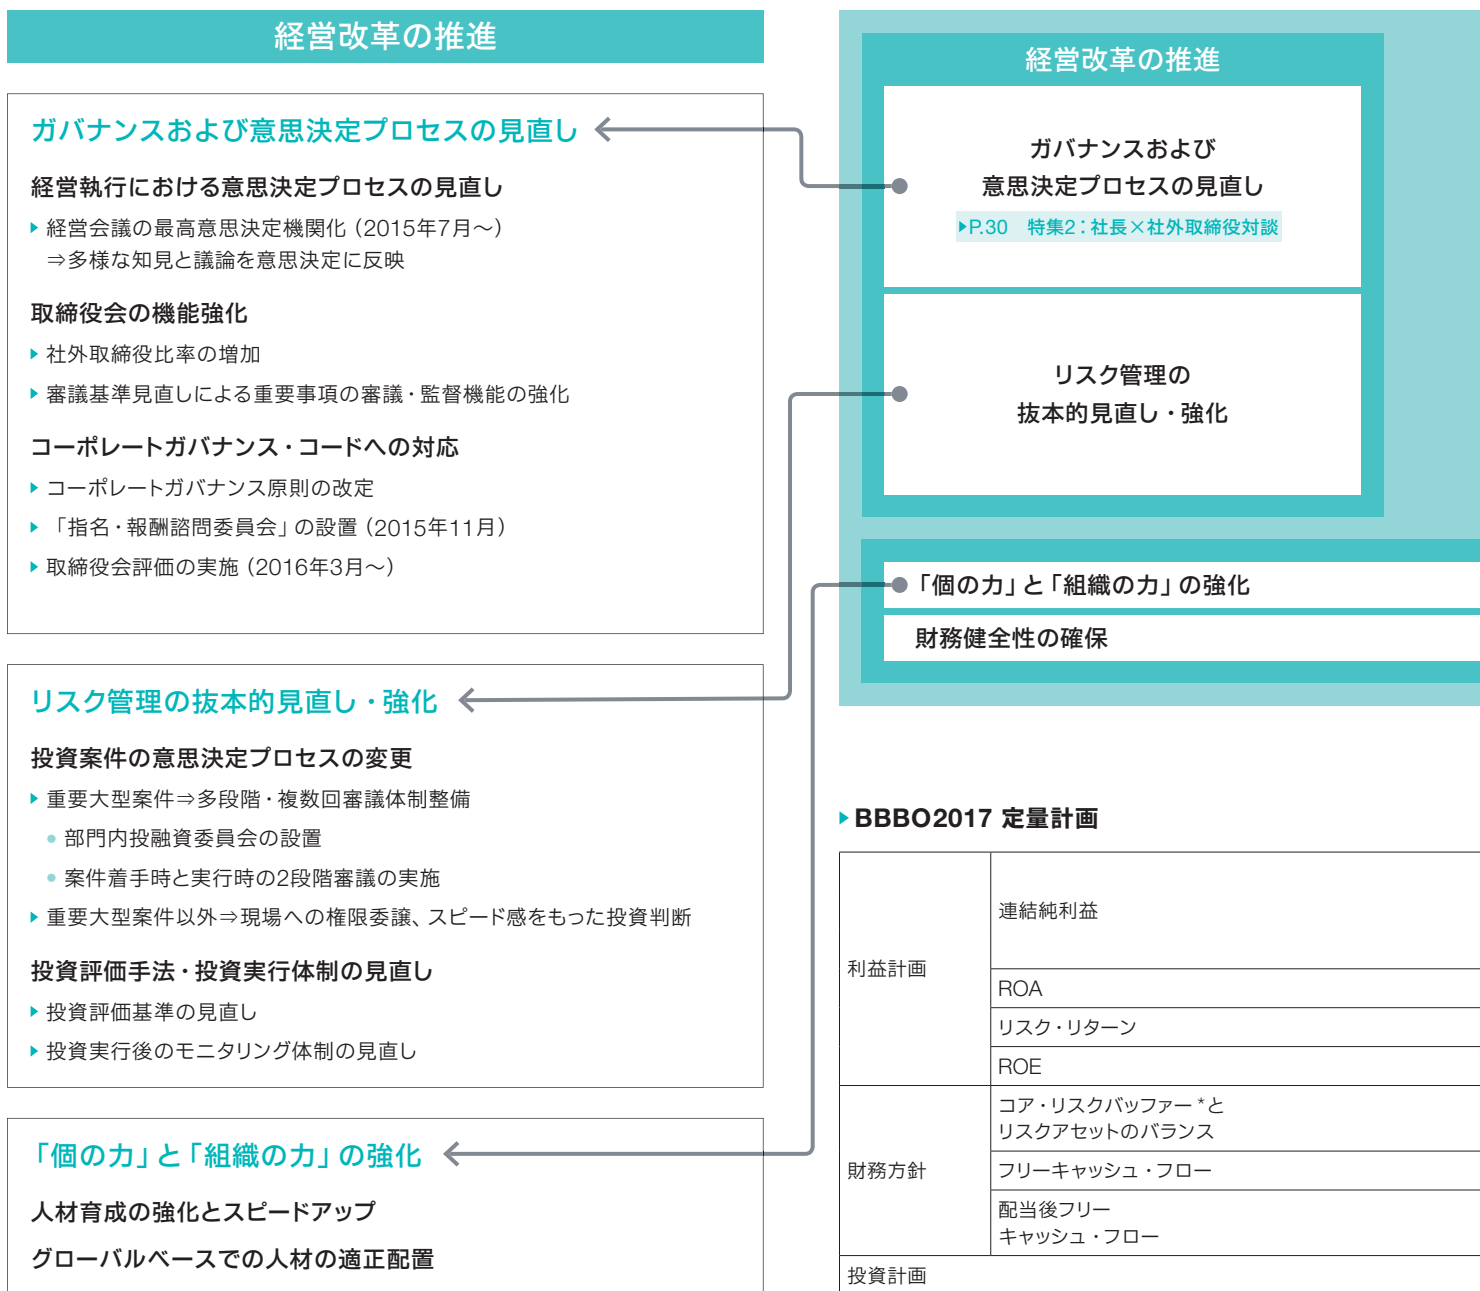 経営改革の推進
ガバナンスおよび意思決定プロセスの見直し
経営執行における意思決定プロセスの見直し
経営会議の最高意思決定機関化（2015年7月～）
⇒多様な知見と議論を意思決定に反映
取締役会の機能強化
社外取締役比率の増加
審議基準見直しによる重要事項の審議・監督機能の強化
コーポレートガバナンス・コードへの対応
コーポレートガバナンス原則の改定
「指名・報酬諮問委員会」の設置（2015年11月）
取締役会評価の実施（2016年3月～）
リスク管理の抜本的見直し・強化
投資案件の意思決定プロセスの変更
重要大型案件⇒多段階・複数回審議体制整備
部門内投融資委員会の設置
案件着手時と実行時の2段階審議の実施
重要大型案件以外⇒現場への権限委譲、スピード感をもった投資判断
投資評価手法・投資実行体制の見直し
投資評価基準の見直し
投資実行後のモニタリング体制の見直し
「個の力」と「組織の力」の強化
人材育成の強化とスピードアップ
グローバルベースでの人材の適正配置
経営改革の推進
ガバナンスおよび
意思決定プロセスの見直し
P.30　特集2：社長×社外取締役対談
リスク管理の
抜本的見直し・強化
「個の力」と「組織の力」の強化
財務健全性の確保
BBBO2017 定量計画
利益計画
連結純利益
ROA
リスク・リターン
ROE
財務方針
コア・リスクバッファー*と
リスクアセットのバランス
フリーキャッシュ・フロー
配当後フリー
キャッシュ・フロー
投資計画